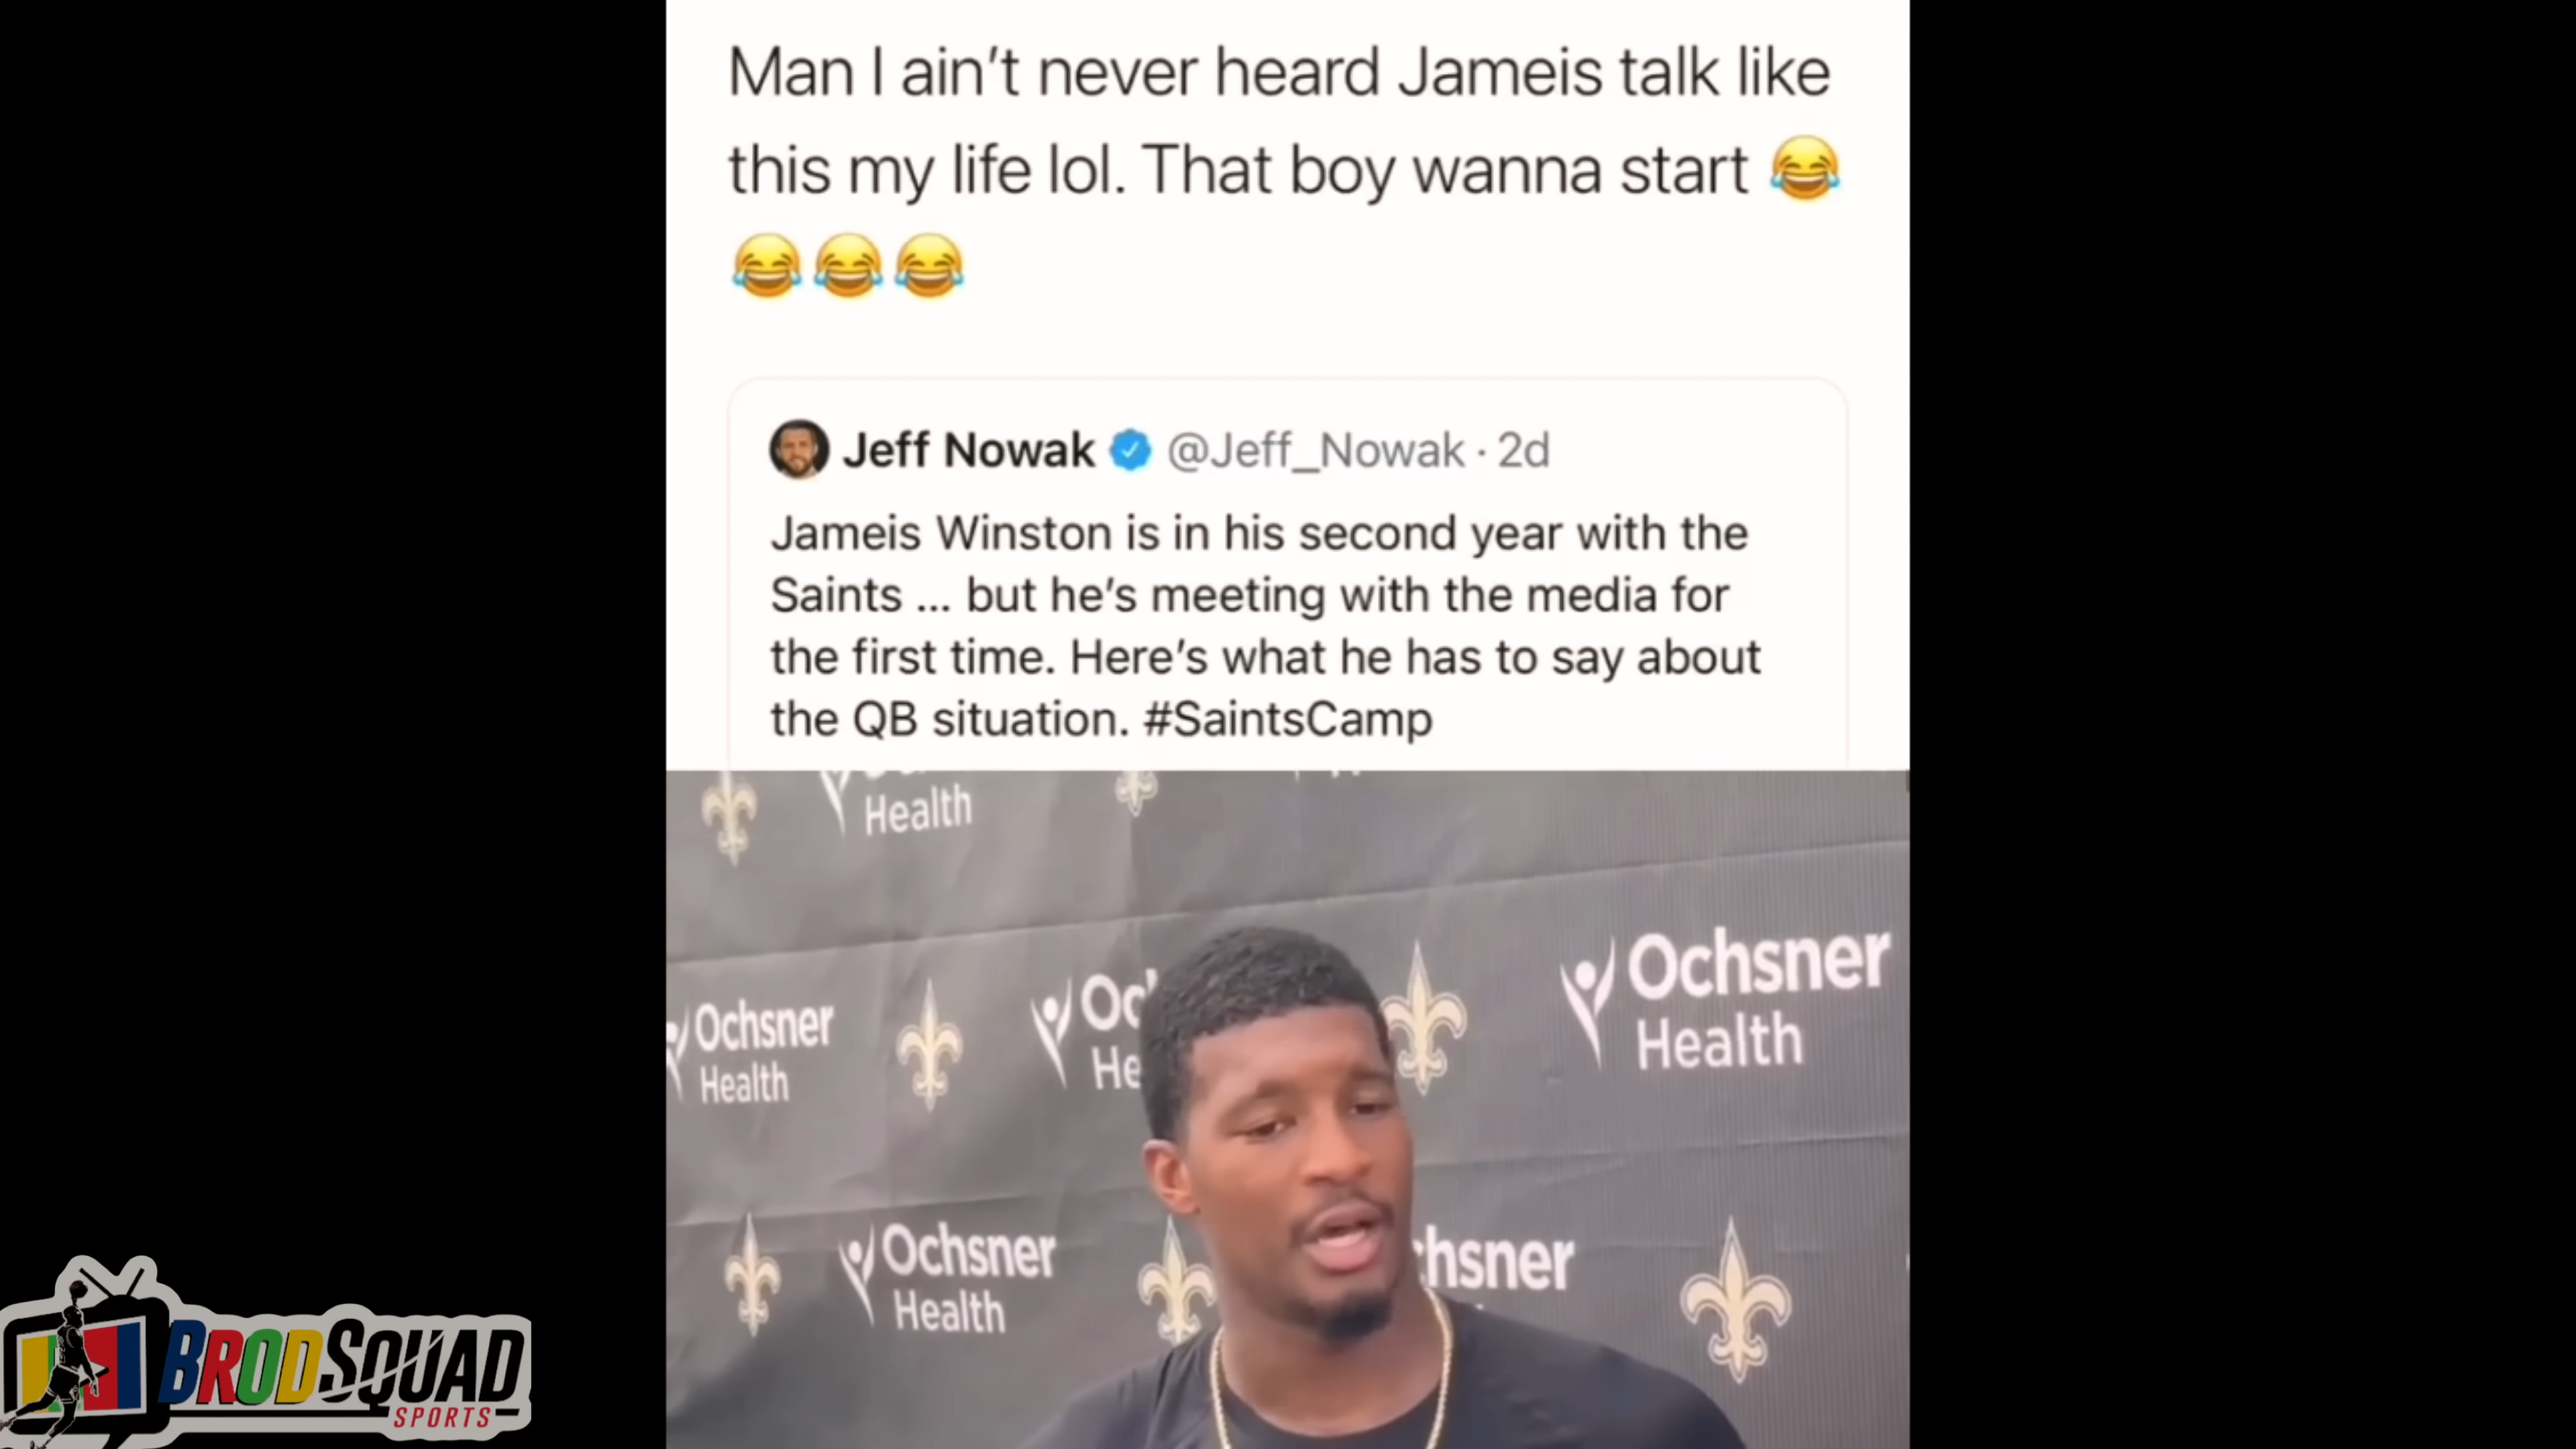 Man I ain’t never heard Jameis talk like
this my life lol. That boy wanna start 😂
😂😂😂
Jeff Nowak @Jeff_Nowak · 2d
Jameis Winston is in his second year with the
Saints ... but he’s meeting with the media for
the first time. Here’s what he has to say about
the QB situation. #SaintsCamp
Health
Ochsner
Health
Ochsner
Health
Ochsner
Health
BRODSQUAD
SPORTS